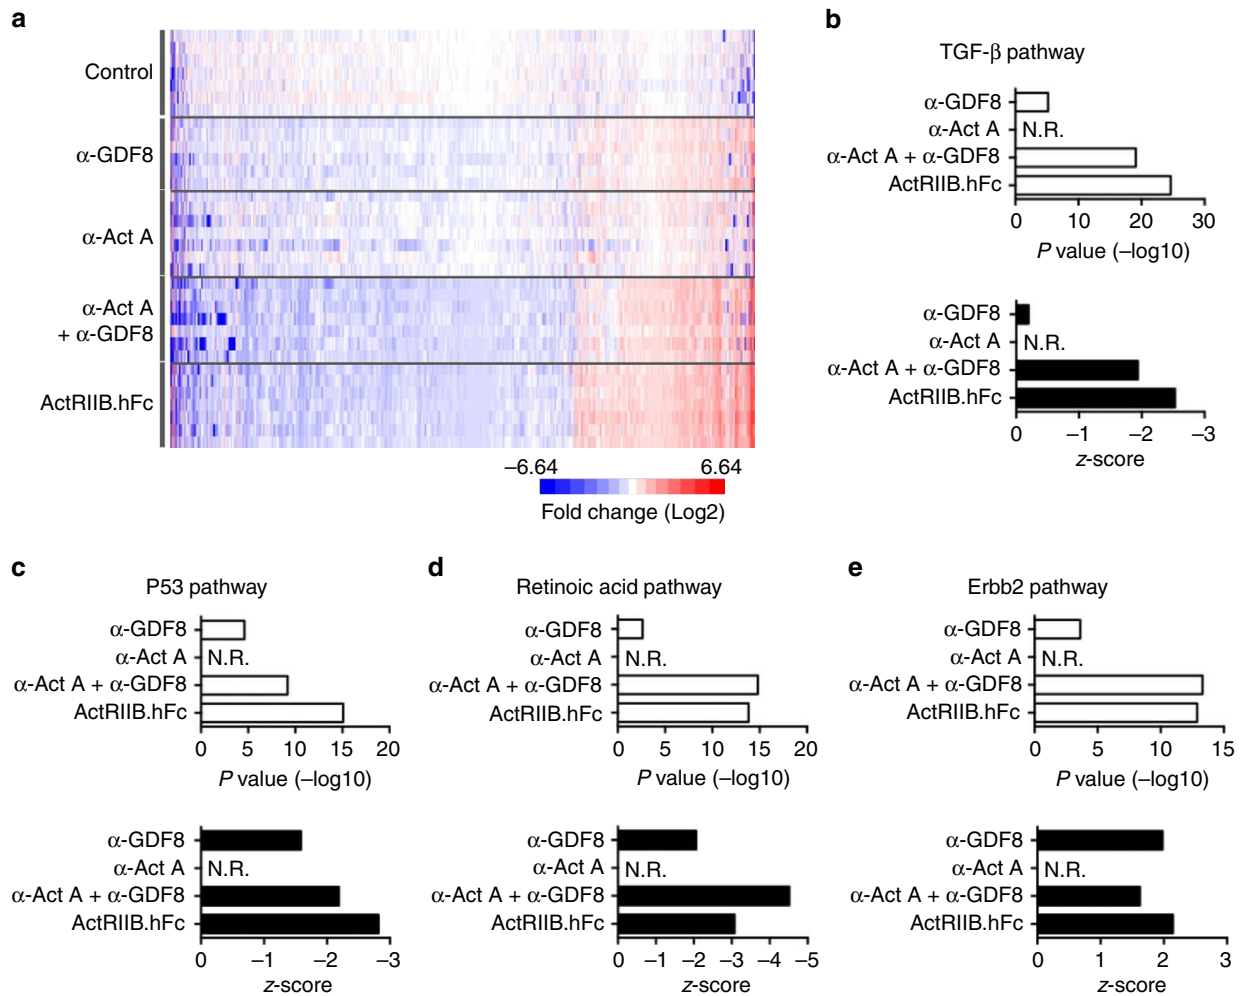 a
Control
α-GDF8
α-Act A
α-Act A
+ α-GDF8
ActRIIB.hFc
–6.64
6.64
Fold change (Log2)
b
TGF-β pathway
α-GDF8
α-Act A
N.R.
α-Act A + α-GDF8
ActRIIB.hFc
0 10 20 30
P value (–log10)
α-GDF8
α-Act A
N.R.
α-Act A + α-GDF8
ActRIIB.hFc
0 –1 –2 –3
z-score
c
P53 pathway
α-GDF8
α-Act A
N.R.
α-Act A + α-GDF8
ActRIIB.hFc
0 5 10 15 20
P value (–log10)
α-GDF8
α-Act A
N.R.
α-Act A + α-GDF8
ActRIIB.hFc
0 –1 –2 –3
z-score
d
Retinoic acid pathway
α-GDF8
α-Act A
N.R.
α-Act A + α-GDF8
ActRIIB.hFc
0 5 10 15 20
P value (–log10)
α-GDF8
α-Act A
N.R.
α-Act A + α-GDF8
ActRIIB.hFc
0 –1 –2 –3 –4 –5
z-score
e
Erbb2 pathway
α-GDF8
α-Act A
N.R.
α-Act A + α-GDF8
ActRIIB.hFc
0 5 10 15
P value (–log10)
α-GDF8
α-Act A
N.R.
α-Act A + α-GDF8
ActRIIB.hFc
0 1 2 3
z-score